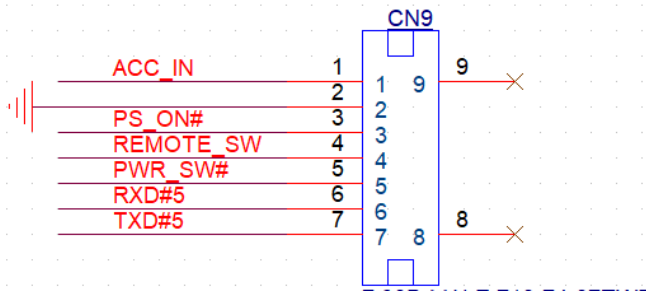 CN9
ACC_IN 1 1 9 9
2 2
PS_ON# 3 3
REMOTE_SW 4 4
PWR_SW# 5 5
RXD#5 6 6
TXD#5 7 7 8 8